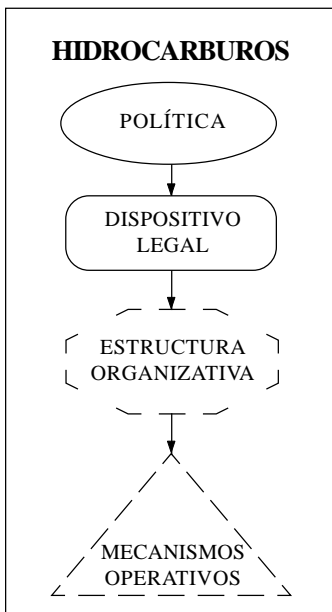 HIDROCARBUROS
POLÍTICA
DISPOSITIVO
LEGAL
ESTRUCTURA
ORGANIZATIVA
MECANISMOS
OPERATIVOS